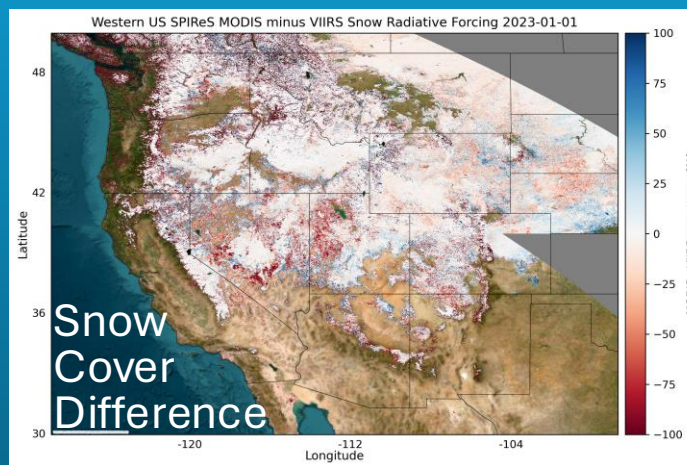 Western US SPIReS MODIS minus VIIRS Snow Radiative Forcing 2023-01-01
Latitude
48
42
36
30
Snow
Cover
Difference
-120
-112
-104
Longitude
100
75
50
25
0
−25
−50
−75
−100